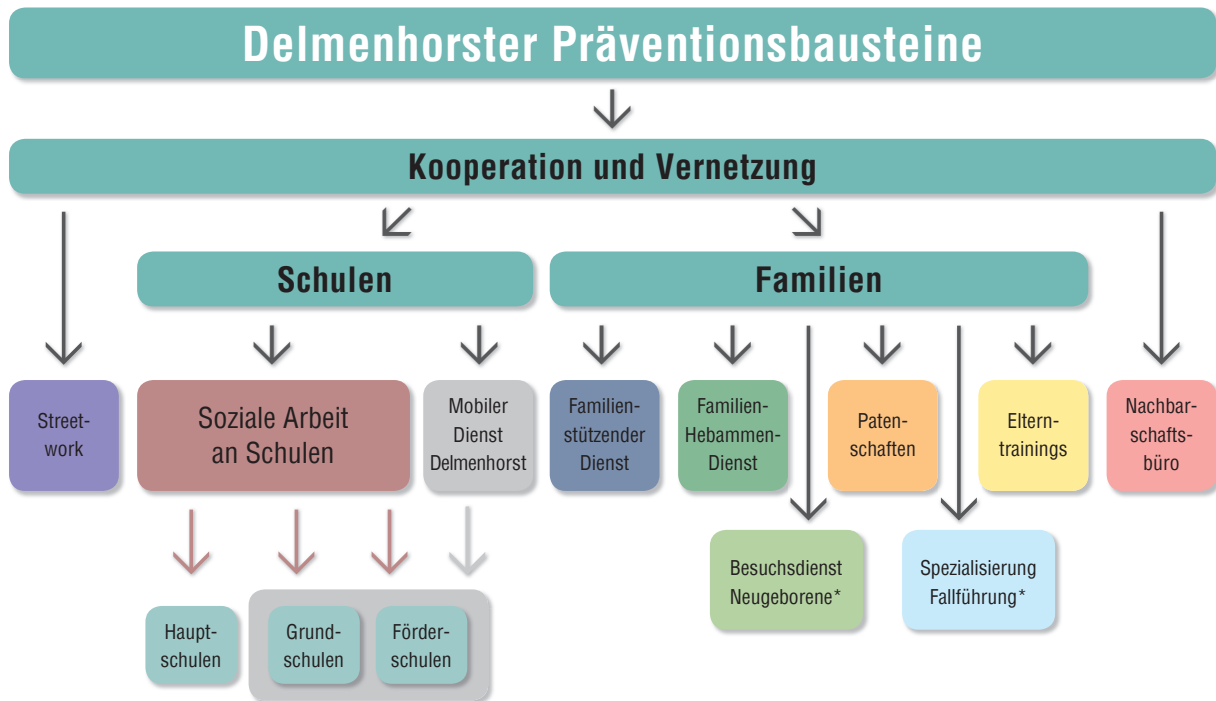 Delmenhorster Präventionsbausteine
Kooperation und Vernetzung
Schulen
Familien
Street-
work
Soziale Arbeit
an Schulen
Mobiler
Dienst
Delmenhorst
Familien-
stützender
Dienst
Familien-
Hebammen-
Dienst
Paten-
schaften
Eltern-
trainings
Nachbar-
schafts-
büro
Besuchsdienst
Neugeborene*
Spezialisierung
Fallführung*
Haupt-
schulen
Grund-
schulen
Förder-
schulen